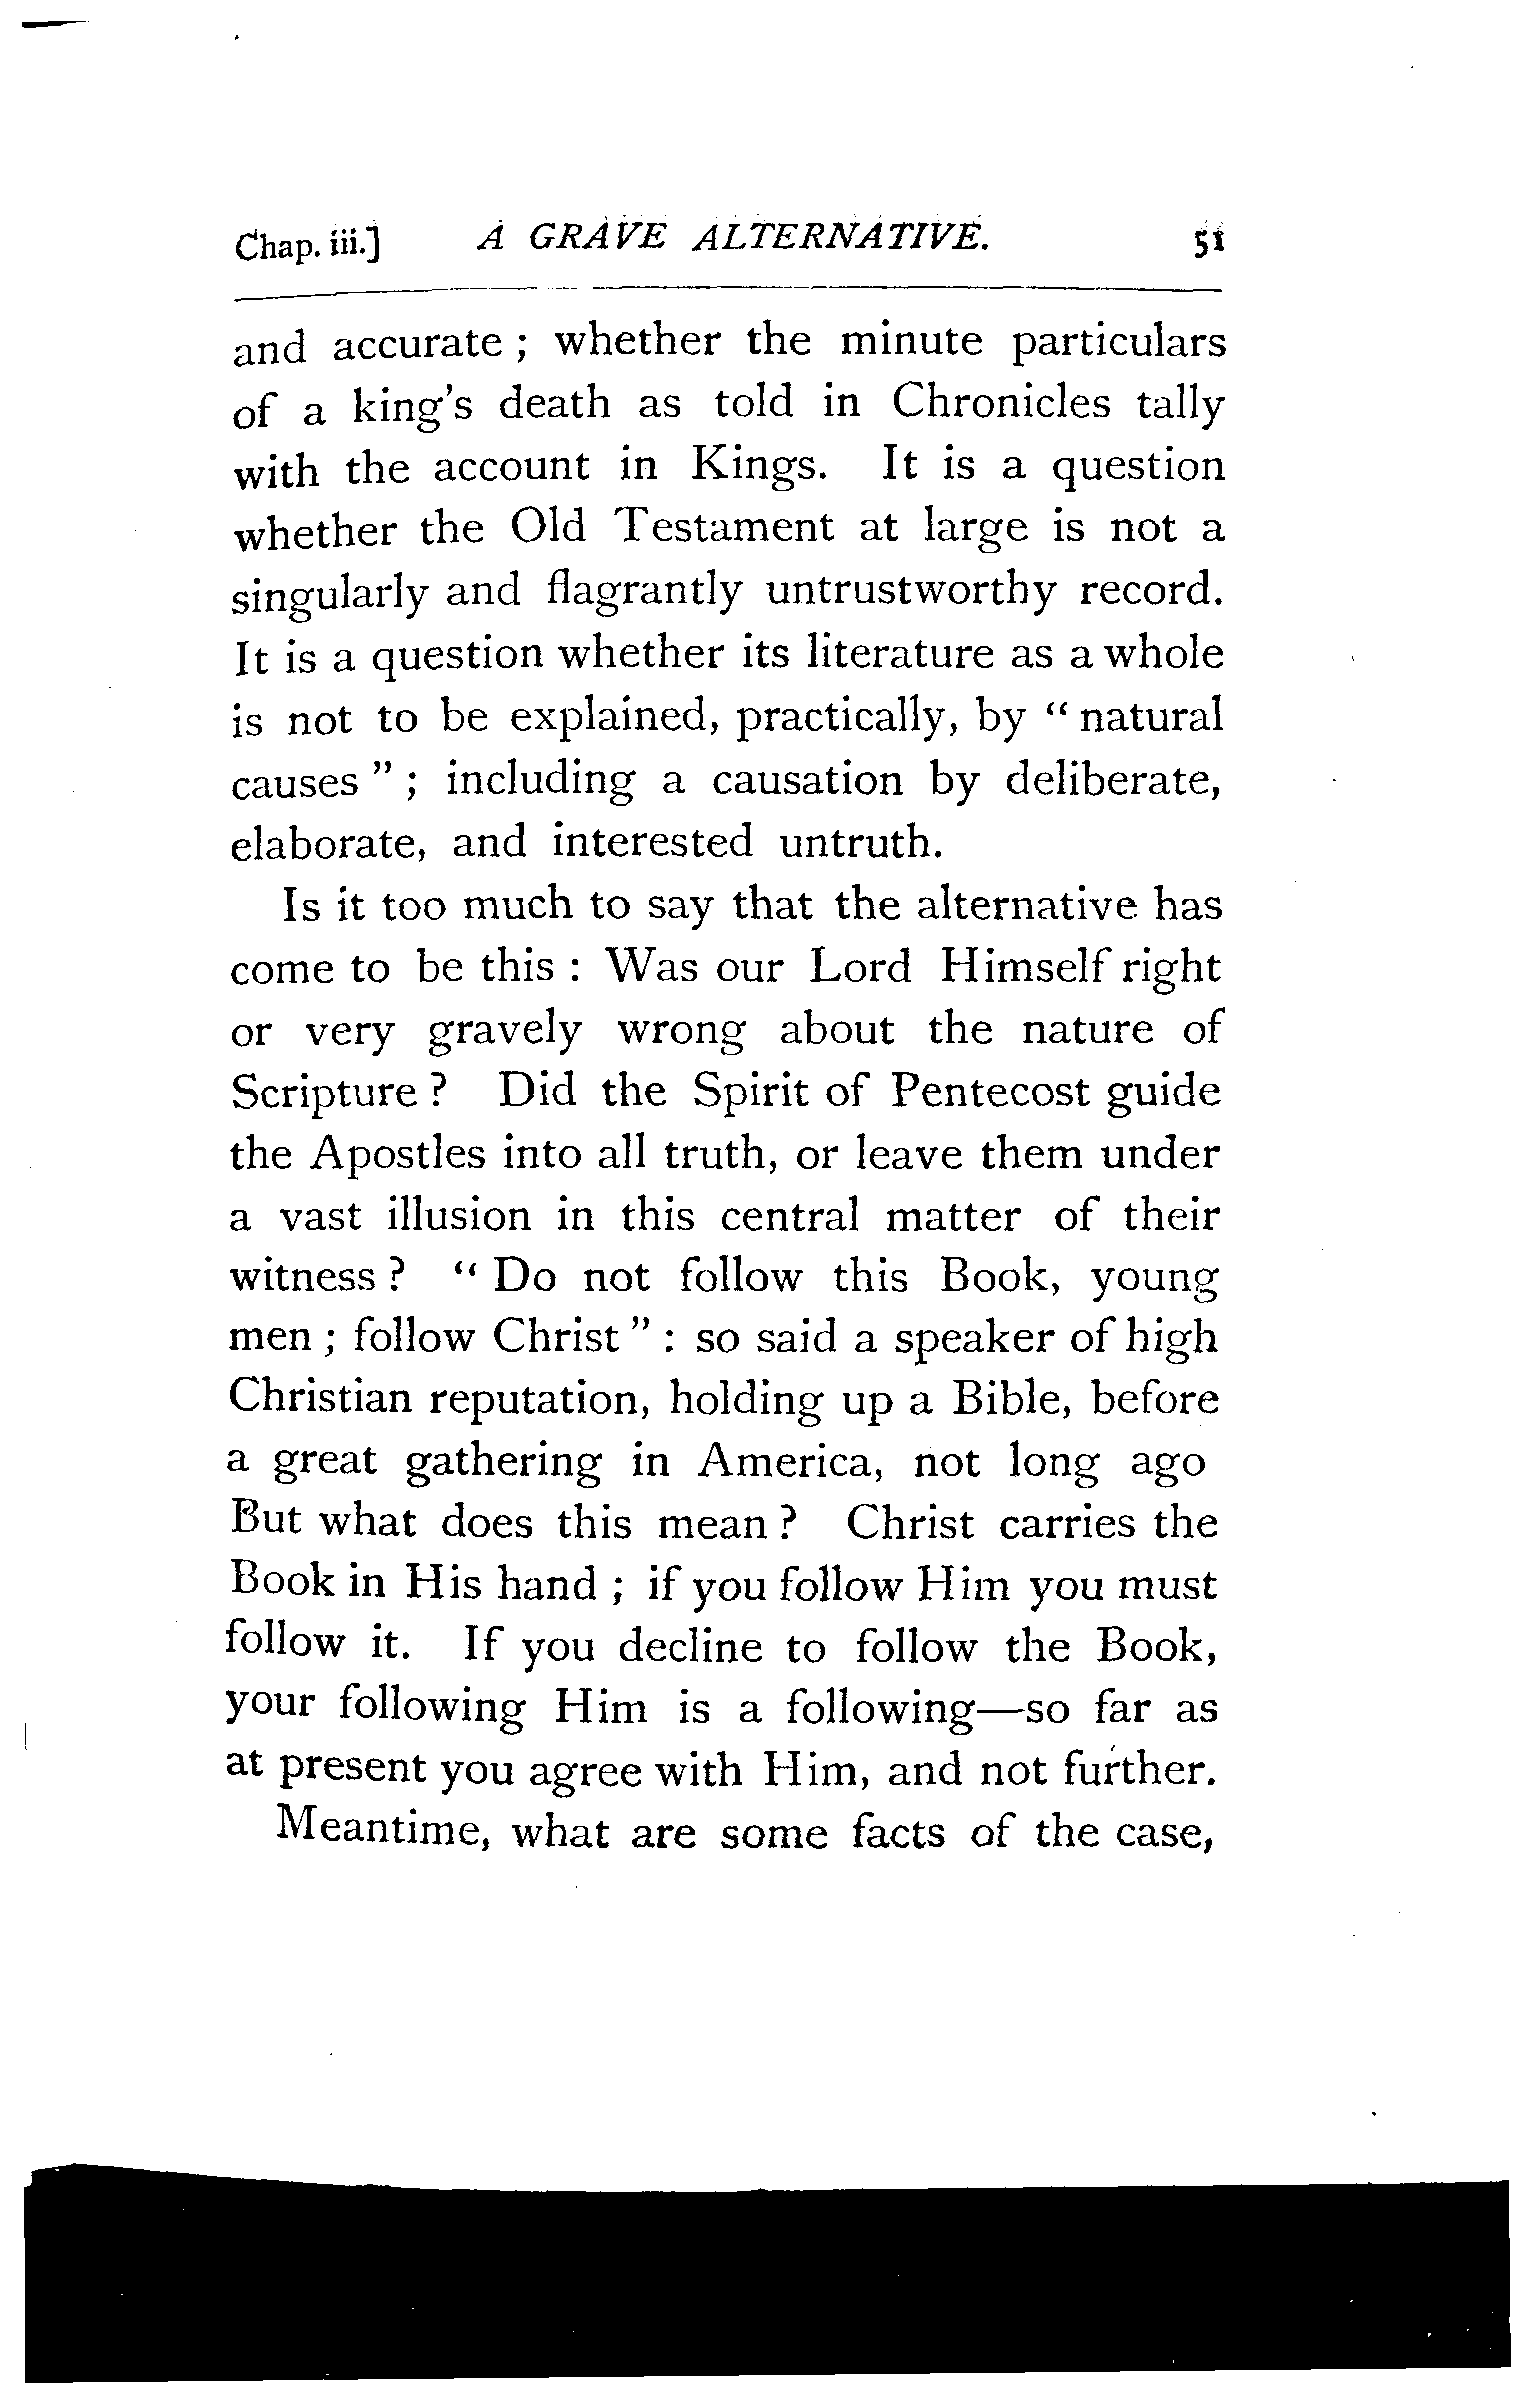 Chap. iii.] A GRAVE ALTERNATIVE. 51
and accurate ; whether the minute particulars
of a king's death as told in Chronicles tally
with the account in Kings. It is a question
whether the Old Testament at large is not a
singularly and flagrantly untrustworthy record.
It is a question whether its literature as a whole
is not to be explained, practically, by “ natural
causes ” ; including a causation by deliberate,
elaborate, and interested untruth.
Is it too much to say that the alternative has
come to be this : Was our Lord Himself right
or very gravely wrong about the nature of
Scripture ? Did the Spirit of Pentecost guide
the Apostles into all truth, or leave them under
a vast illusion in this central matter of their
witness ? “ Do not follow this Book, young
men ; follow Christ ” : so said a speaker of high
Christian reputation, holding up a Bible, before
a great gathering in America, not long ago
But what does this mean ? Christ carries the
Book in His hand ; if you follow Him you must
follow it. If you decline to follow the Book,
your following Him is a following—so far as
at present you agree with Him, and not further.
Meantime, what are some facts of the case,